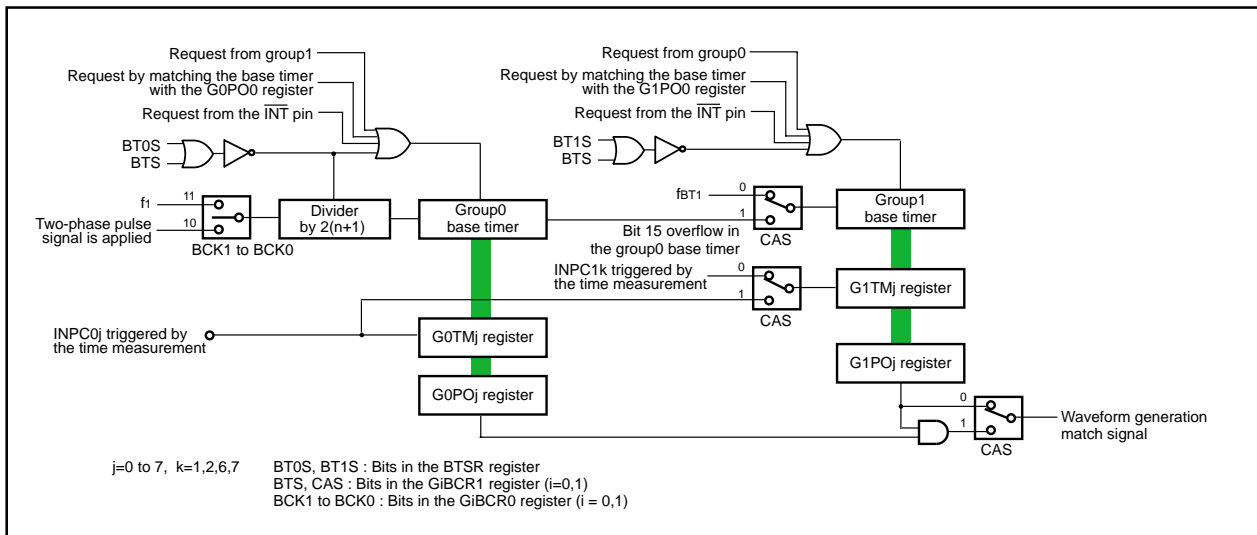 Request from group1
Request by matching the base timer
with the G0PO0 register
Request from the INT pin
BT0S
BTS
f1
11
Two-phase pulse
signal is applied
10
BCK1 to BCK0
Divider
by 2(n+1)
Group0
base timer
Request from group0
Request by matching the base timer
with the G1PO0 register
Request from the INT pin
BT1S
BTS
fBT1
0
1
CAS
Bit 15 overflow in
the group0 base timer
Group1
base timer
INPC1k triggered by
the time measurement
0
1
CAS
G1TMj register
INPC0j triggered by
the time measurement
G0TMj register
G1POj register
G0POj register
0
1
CAS
Waveform generation
match signal
j=0 to 7, k=1,2,6,7
BT0S, BT1S : Bits in the BTSR register
BTS, CAS : Bits in the GiBCR1 register (i=0,1)
BCK1 to BCK0 : Bits in the GiBCR0 register (i = 0,1)